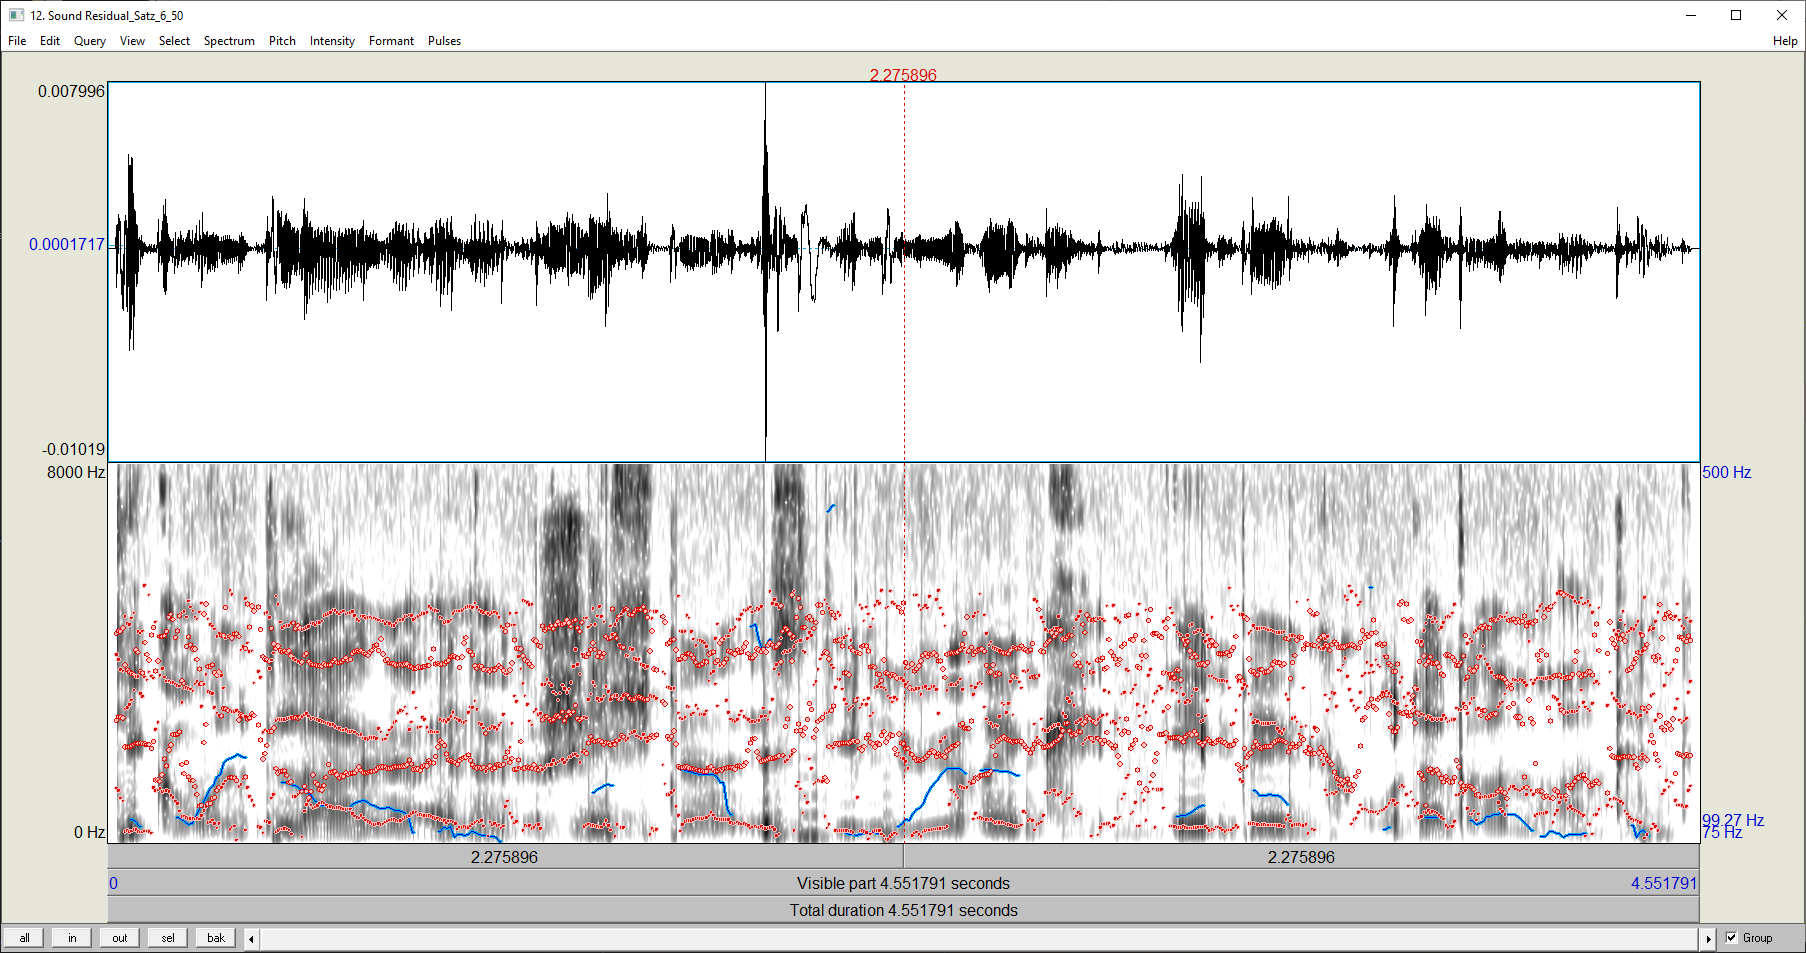 12. Sound Residual_Satz_6_50
File Edit Query View Select Spectrum Pitch Intensity Formant Pulses Help
2.275896
0.007996
0.0001717
-0.01019
8000 Hz 500 Hz
0 Hz 99.27 Hz
75 Hz
2.275896 2.275896
0 Visible part 4.551791 seconds 4.551791
Total duration 4.551791 seconds
all in out sel bak Group